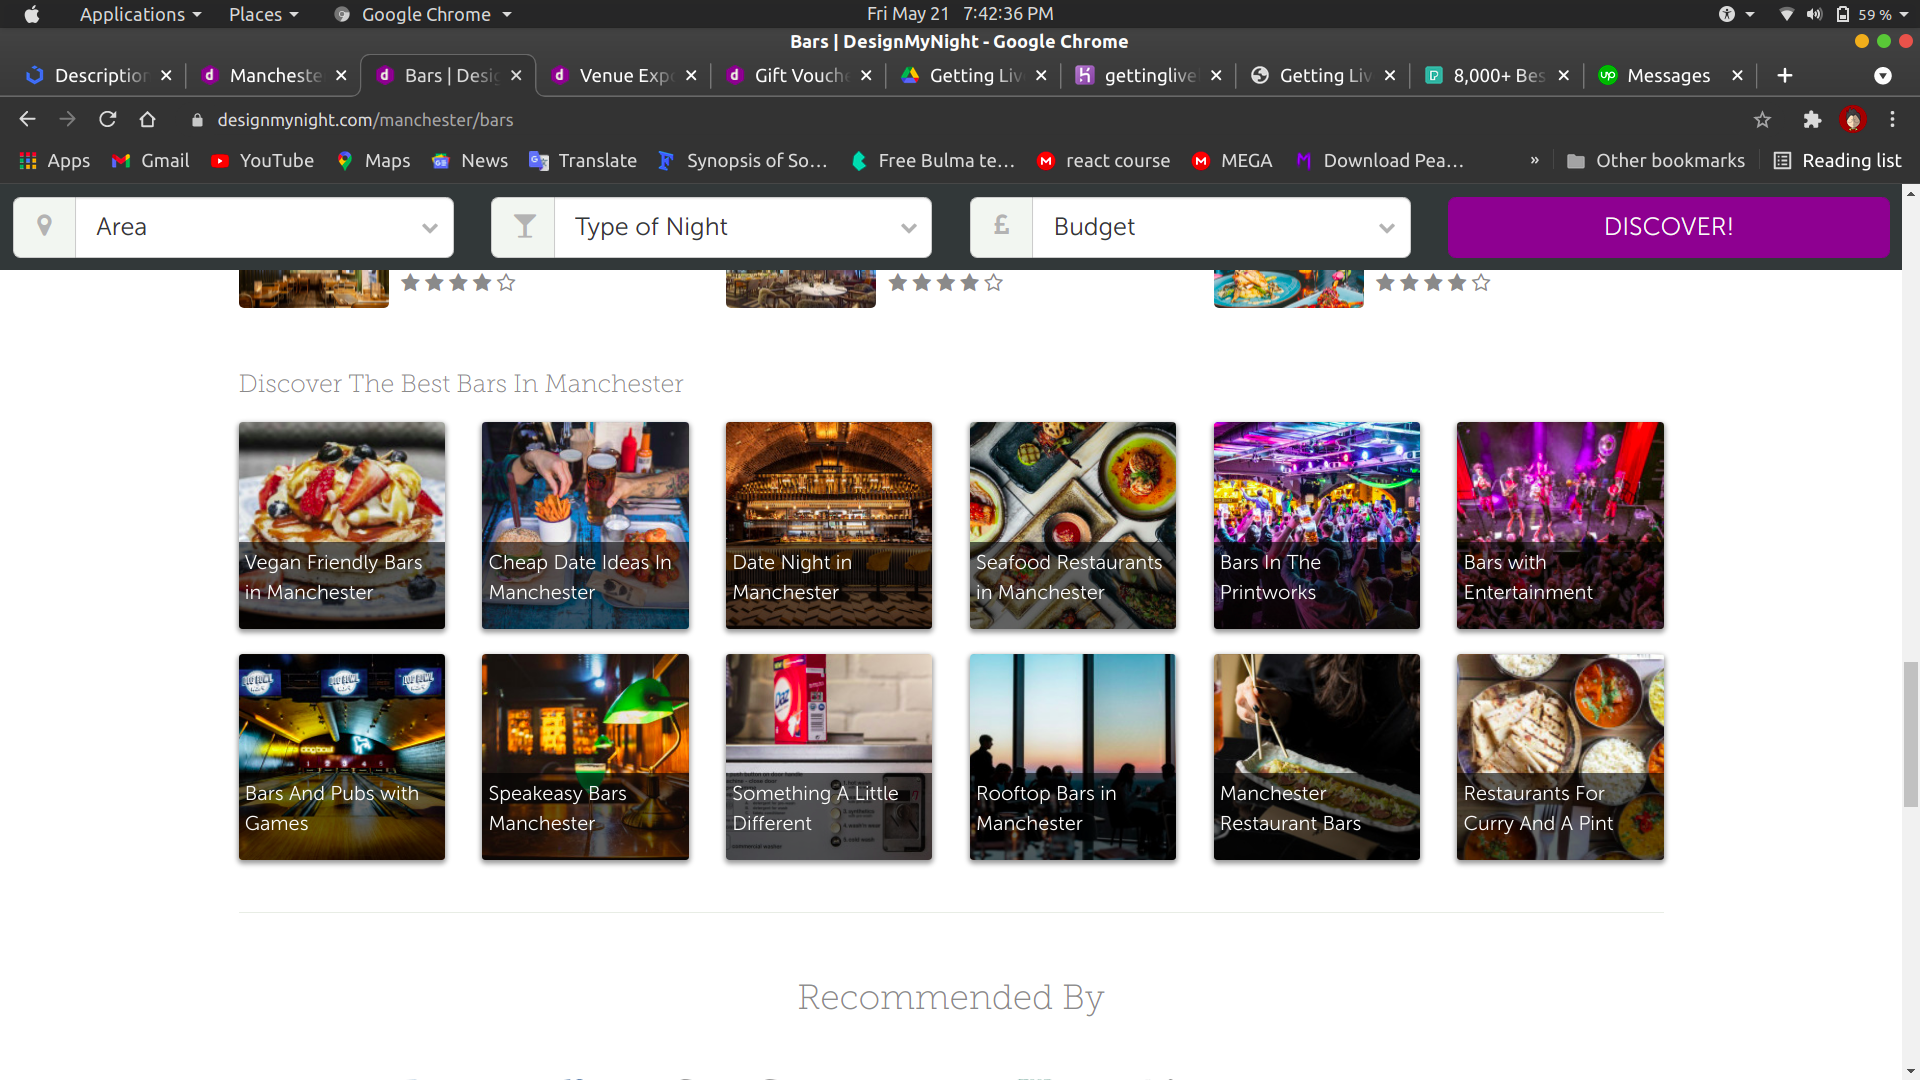 Applications Places Google Chrome Fri May 21 7:42:36 PM 59 %
Bars | DesignMyNight - Google Chrome
Description Manchester Bars | Desig Venue Exp Gift Vouche Getting Liv gettinglive Getting Liv 8,000+ Bes Messages
designmynight.com/manchester/bars
Apps Gmail YouTube Maps News Translate Synopsis of So... Free Bulma te... react course MEGA Download Pea... » Other bookmarks Reading list
Area Type of Night £ Budget DISCOVER!
Discover The Best Bars In Manchester
Vegan Friendly Bars
in Manchester
Cheap Date Ideas In
Manchester
Date Night in
Manchester
Seafood Restaurants
in Manchester
Bars In The
Printworks
Bars with
Entertainment
Bars And Pubs with
Games
Speakeasy Bars
Manchester
Daz
Something A Little
Different
Rooftop Bars in
Manchester
Manchester
Restaurant Bars
Restaurants For
Curry And A Pint
Recommended By